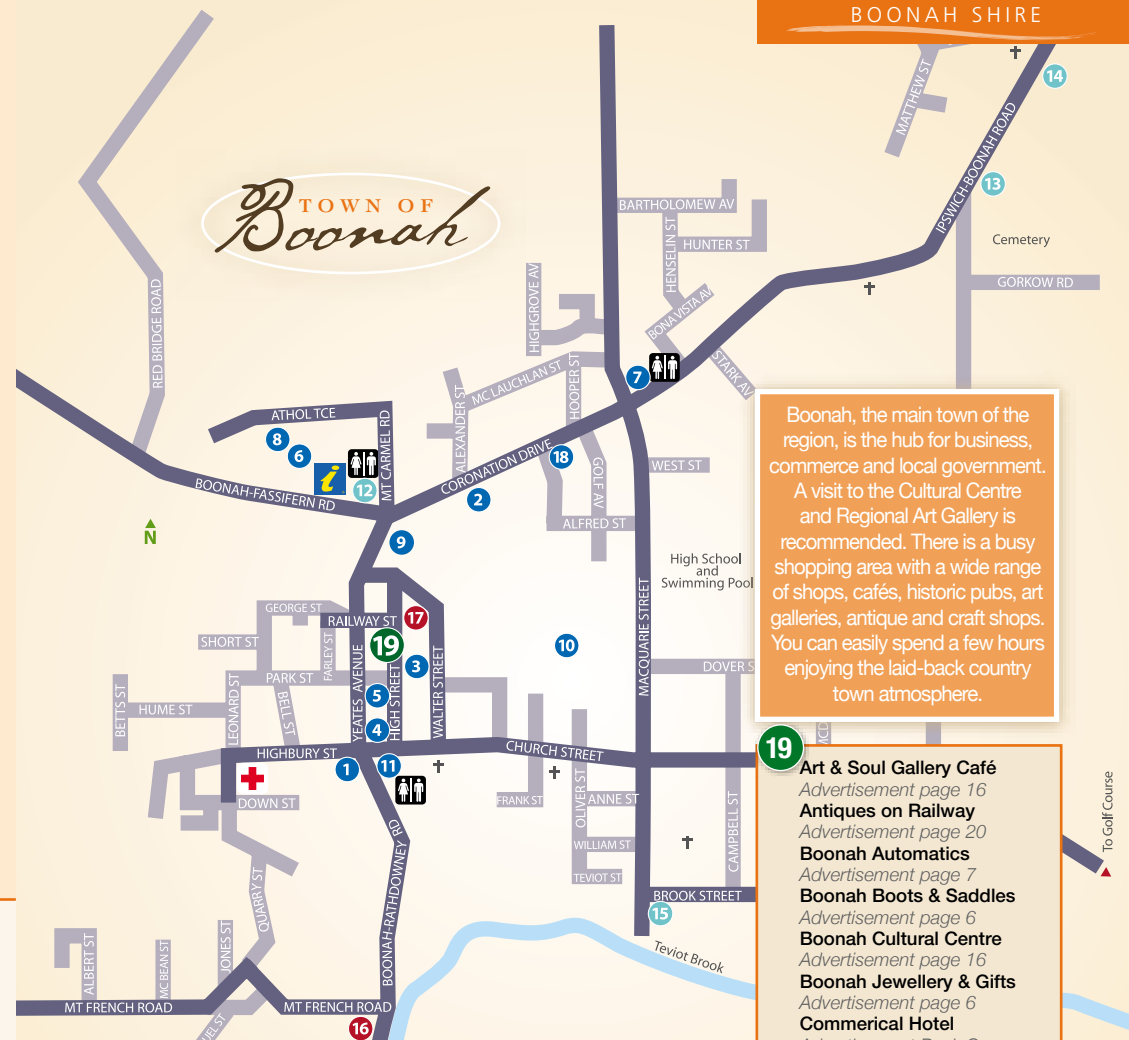 BOONAH SHIRE
TOWN OF
Boonah
14
MATTHEW ST
IPSWICH-BOONAH ROAD
13
Cemetery
GORKOW RD
BARTHOLOMEW AV
HENSELIN ST
HUNTER ST
BONA VISTA AV
STARK AV
HIGHGROVE AV
RED BRIDGE ROAD
MC LAUCHLAN ST
HOOPER ST
7
ALEXANDER ST
ATHOL TCE
8
6
i
12
MT CARMEL RD
BOONAH-FASSIFERN RD
CORONATION DRIVE
18
2
GOLF AV
WEST ST
ALFRED ST
N
9
High School
and
Swimming Pool
Boonah, the main town of the
region, is the hub for business,
commerce and local government.
A visit to the Cultural Centre
and Regional Art Gallery is
recommended. There is a busy
shopping area with a wide range
of shops, cafés, historic pubs, art
galleries, antique and craft shops.
You can easily spend a few hours
enjoying the laid-back country
town atmosphere.
GEORGE ST
RAILWAY ST
17
SHORT ST
FARLEY ST
19
10
3
MACQUARIE STREET
DOVER S
PARK ST
YEATES AVENUE
HIGH STREET
WALTER STREET
5
4
BETTS ST
HUME ST
LEONARD ST
BELL ST
HIGHBURY ST
CHURCH STREET
1
11
DOWN ST
FRANK ST
OLIVER ST
ANNE ST
WILLIAM ST
TEVIOT ST
CAMPBELL ST
MCD
BROOK STREET
15
Teviot Brook
To Golf Course
QUARRY ST
BOONAH-RATHDOWNEY RD
ALBERT ST
MC BEAN ST
JONES ST
MT FRENCH ROAD
MT FRENCH ROAD
UEL ST
16
19
Art & Soul Gallery Café
Advertisement page 16
Antiques on Railway
Advertisement page 20
Boonah Automatics
Advertisement page 7
Boonah Boots & Saddles
Advertisement page 6
Boonah Cultural Centre
Advertisement page 16
Boonah Jewellery & Gifts
Advertisement page 6
Commerical Hotel